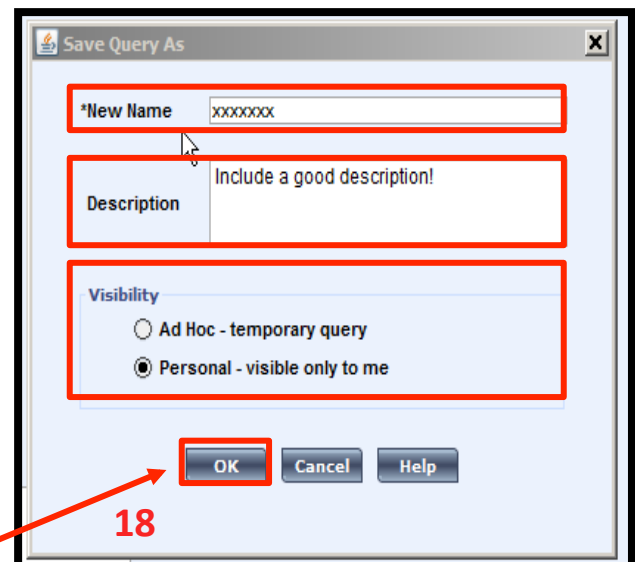 Save Query As
*New Name xxxxxxx
Description Include a good description!
Visibility
Ad Hoc - temporary query
Personal - visible only to me
OK Cancel Help
18